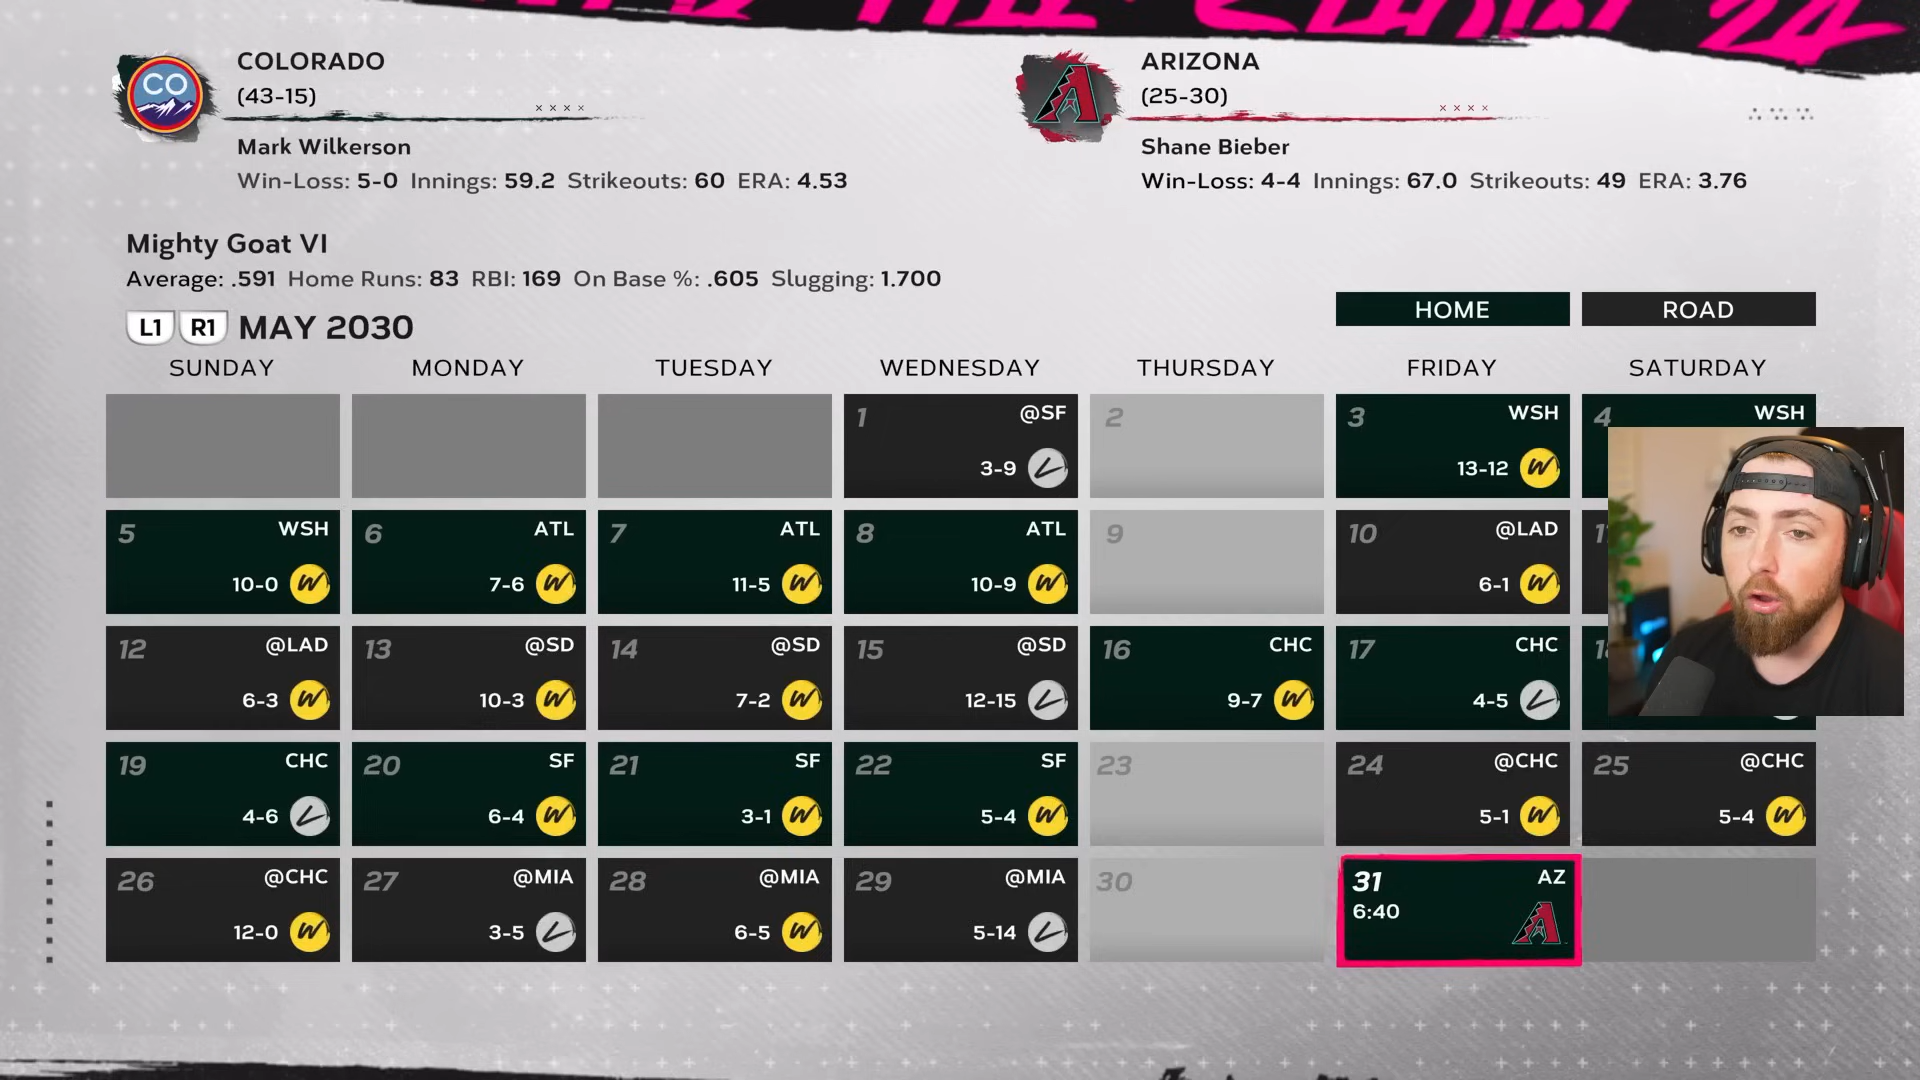 COLORADO
(43-15)
Mark Wilkerson
Win-Loss: 5-0 Innings: 59.2 Strikeouts: 60 ERA: 4.53
ARIZONA
(25-30)
Shane Bieber
Win-Loss: 4-4 Innings: 67.0 Strikeouts: 49 ERA: 3.76
CO
Mighty Goat VI
Average: .591 Home Runs: 83 RBI: 169 On Base %: .605 Slugging: 1.700
L1 R1 MAY 2030
HOME ROAD
SUNDAY MONDAY TUESDAY WEDNESDAY THURSDAY FRIDAY SATURDAY
1 @SF 2 3 WSH 4 WSH
3-9 L 13-12 W
5 WSH 6 ATL 7 ATL 8 ATL 9 10 @LAD
10-0 W 7-6 W 11-5 W 10-9 W 6-1 W
12 @LAD 13 @SD 14 @SD 15 @SD 16 CHC 17 CHC
6-3 W 10-3 W 7-2 W 12-15 L 9-7 W 4-5 L
19 CHC 20 SF 21 SF 22 SF 23 24 @CHC 25 @CHC
4-6 L 6-4 W 3-1 W 5-4 W 5-1 W 5-4 W
26 @CHC 27 @MIA 28 @MIA 29 @MIA 30 31 AZ
12-0 W 3-5 L 6-5 W 5-14 L 6:40 A